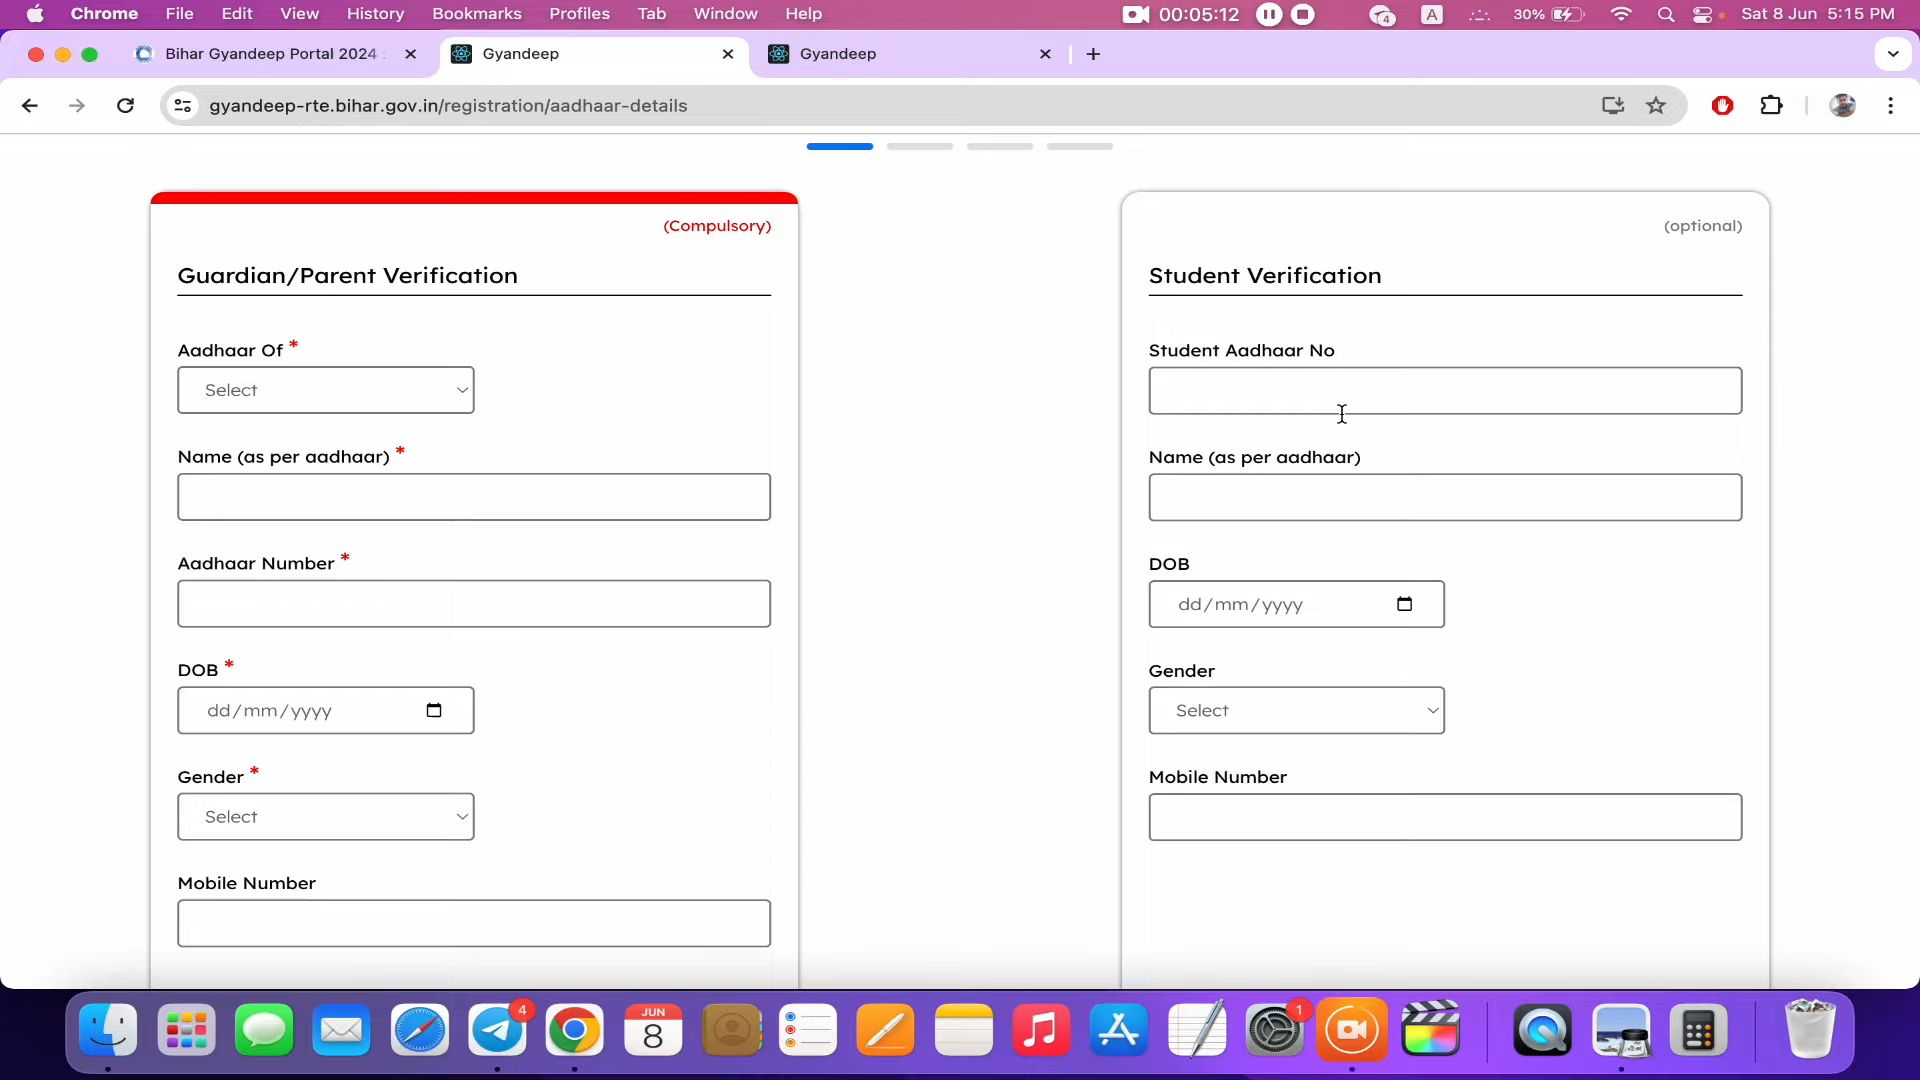 Chrome File Edit View History Bookmarks Profiles Tab Window Help 00:05:12 4 A 30% Sat 8 Jun 5:15 PM
Bihar Gyandeep Portal 2024 : Gyandeep Gyandeep
gyandeep-rte.bihar.gov.in/registration/aadhaar-details
(Compulsory)
Guardian/Parent Verification
Aadhaar Of *
Select
Name (as per aadhaar) *
Aadhaar Number *
DOB *
dd/mm/yyyy
Gender *
Select
Mobile Number
(optional)
Student Verification
Student Aadhaar No
Name (as per aadhaar)
DOB
dd/mm/yyyy
Gender
Select
Mobile Number
4 JUN 1
8